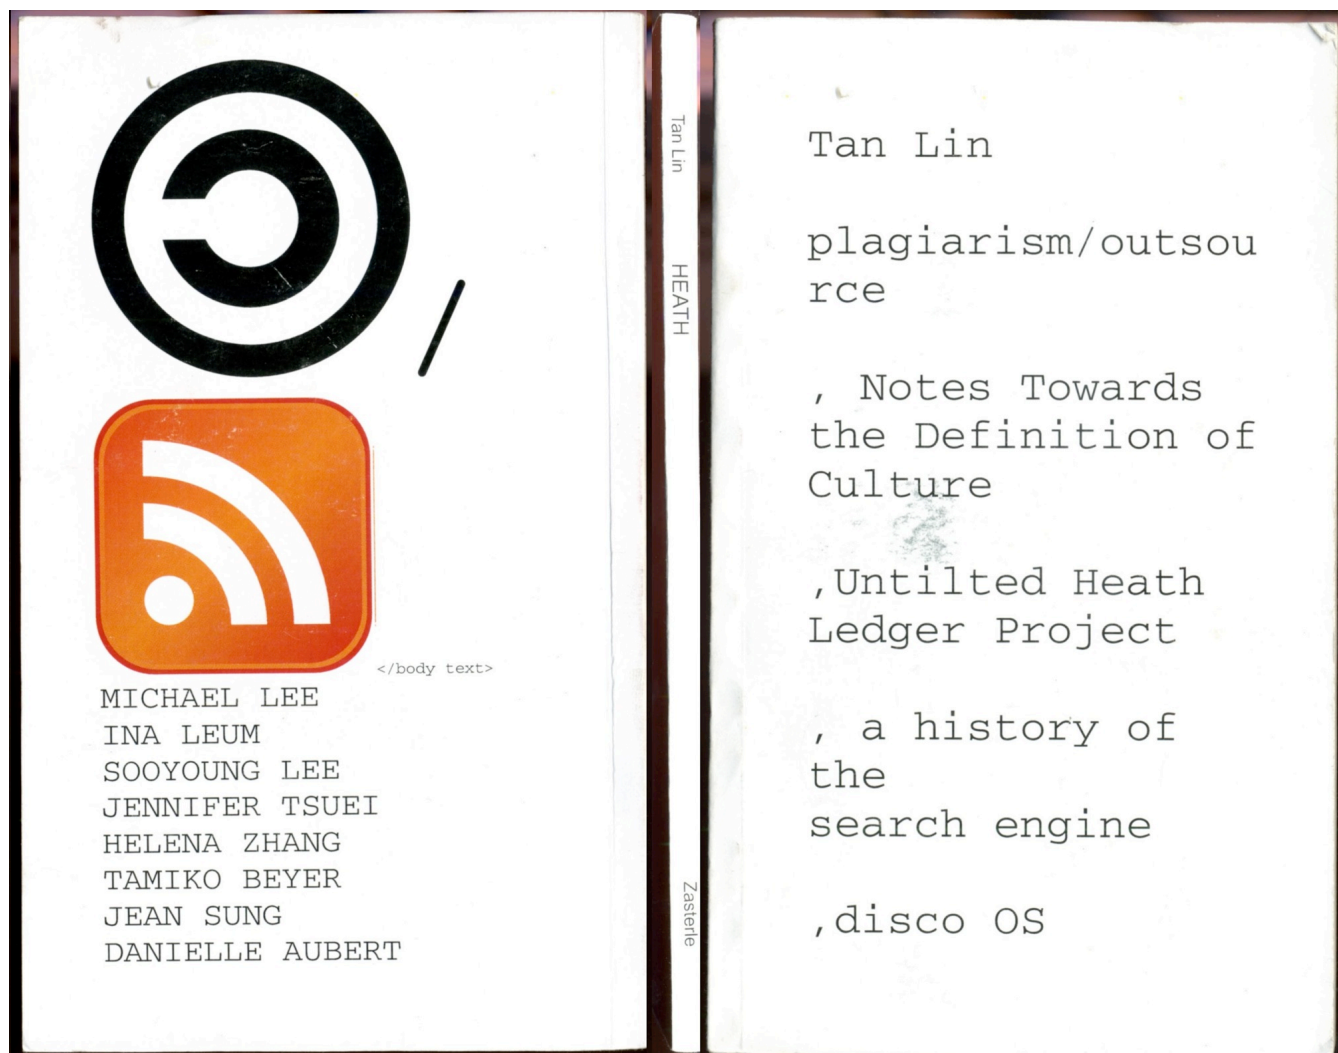 </body text>
MICHAEL LEE
INA LEUM
SOOYOUNG LEE
JENNIFER TSUEI
HELENA ZHANG
TAMIKO BEYER
JEAN SUNG
DANIELLE AUBERT
Tan Lin
HEATH
Zasterle
Tan Lin
plagiarism/outsou
rce
, Notes Towards
the Definition of
Culture
,Untilted Heath
Ledger Project
, a history of
the
search engine
,disco OS